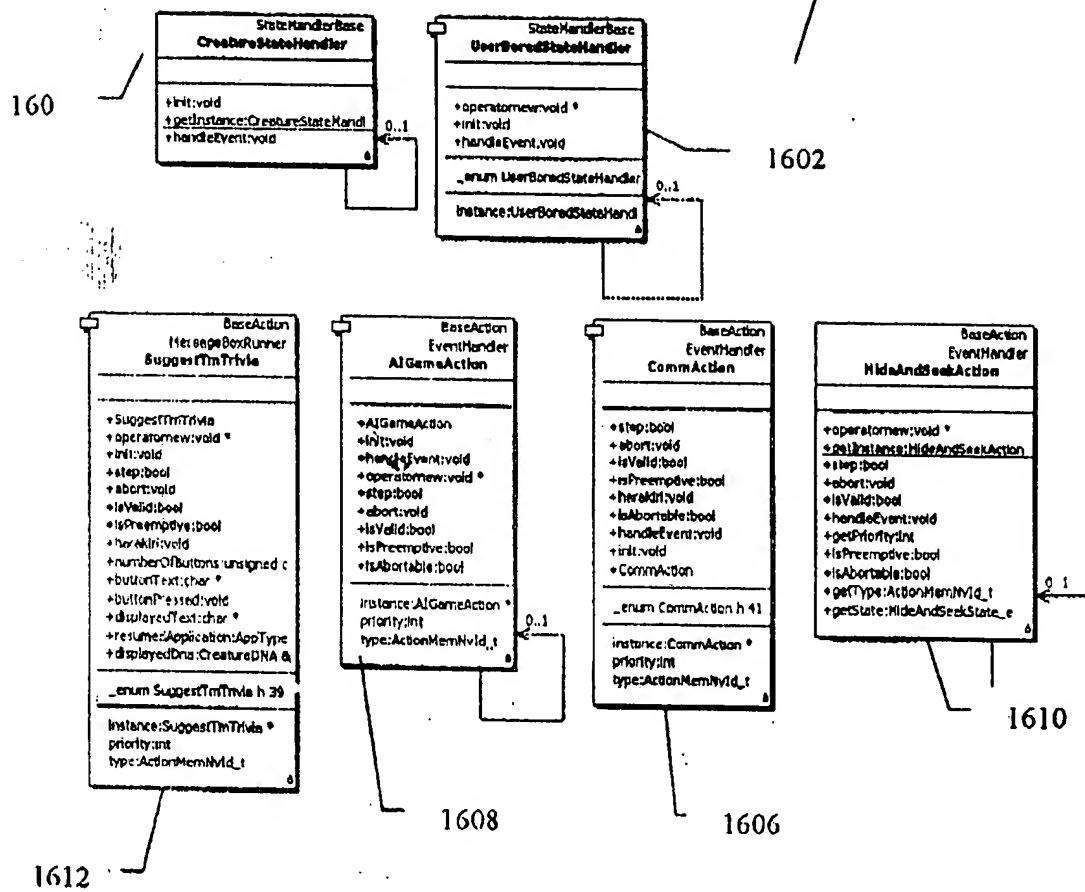 StateHandlerBase
CreatureStateHandler
+init:void
+getInstance:CreatureStateHandl
+handleEvent:void
0..1
160
StateHandlerBase
UserBoredStateHandler
+operatornew:void *
+init:void
+handleEvent:void
_enum UserBoredStateHandler
instance:UserBoredStateHandl
0..1
1602
BaseAction
MessageBoxRunner
SuggestTmTrivia
+SuggestTmTrivia
+operatornew:void *
+init:void
+step:bool
+abort:void
+isValid:bool
+isPreemptive:bool
+harakiri:void
+numberOfButtons:unsigned c
+buttonText:char *
+buttonPressed:void
+displayedText:char *
+resumedApplication:AppType
+displayedDna:CreatureDNA &
_enum SuggestTmTrivia h 39
instance:SuggestTmTrivia *
priority:int
type:ActionMemNvId_t
1612
BaseAction
EventHandler
AIGameAction
+AIGameAction
+init:void
+handleEvent:void
+operatornew:void *
+step:bool
+abort:void
+isValid:bool
+isPreemptive:bool
+isAbortable:bool
instance:AIGameAction *
priority:int
type:ActionMemNvId_t
0..1
1608
BaseAction
EventHandler
CommAction
+step:bool
+abort:void
+isValid:bool
+isPreemptive:bool
+harakiri:void
+isAbortable:bool
+handleEvent:void
+init:void
+CommAction
_enum CommAction h 41
instance:CommAction *
priority:int
type:ActionMemNvId_t
1606
BaseAction
EventHandler
HideAndSeekAction
+operatornew:void *
+getInstance:HideAndSeekAction
+step:bool
+abort:void
+isValid:bool
+handleEvent:void
+getPriority:int
+isPreemptive:bool
+isAbortable:bool
+getType:ActionMemNvId_t
+getState:HideAndSeekState_e
0 1
1610